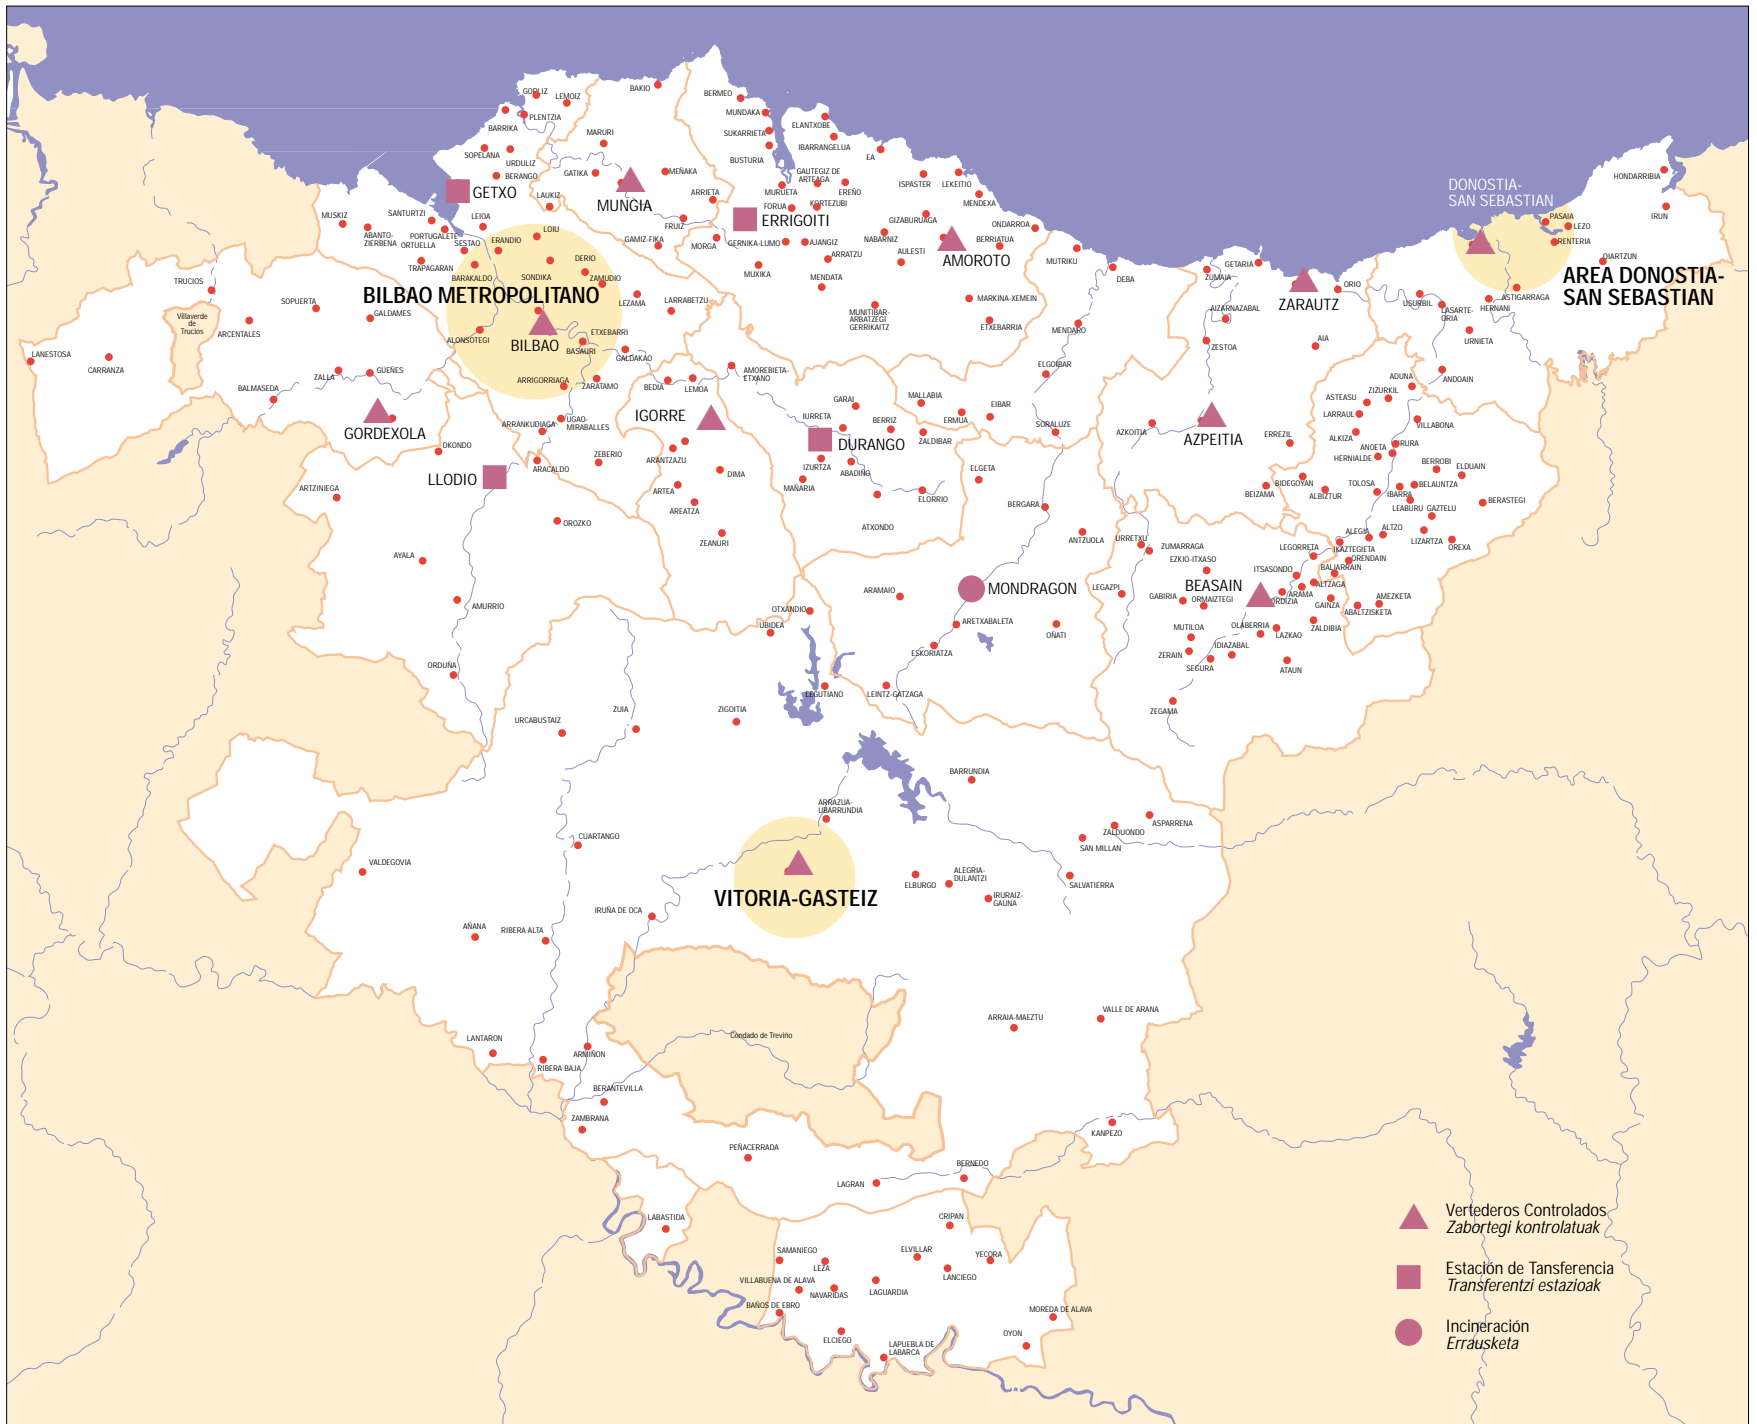 GORLIZ
LEMOIZ
BAKIO
BERMEO
BARRIKA
PLENTZIA
MUNDAKA
ELANTXOBE
MARURI
SUKARRIETA
IBARRANGELUA
SOPELANA
URDULIZ
BUSTURIA
EA
BERANGO
GATIKA
MEÑAKA
GAUTEGIZ DE
ARTEAGA
ISPASTER
LEKEITIO
HONDARRIBIA
DONOSTIA-
SAN SEBASTIAN
GETXO
LAUKIZ
MUNGIA
ARRIETA
MURUETA
EREÑO
MENDEXA
FORUA
KORTEZUBI
MUSKIZ
SANTURTZI
LEIOA
FRUIZ
ERRIGOITI
GIZABURUAGA
ONDARROA
PASAIA
LEZO
IRUN
ABANTO-
ZIERBENA
PORTUGALETE
ORTUELLA
SESTAO
ERANDIO
LOIU
GAMIZ-FIKA
MORGA
GERNIKA-LUMO
AJANGIZ
NABARNIZ
BERRIATUA
RENTERIA
TRAPAGARAN
BARAKALDO
SONDIKA
DERIO
ZAMUDIO
MUXIKA
ARRATZU
AULESTI
AMOROTO
MUTRIKU
DEBA
GETARIA
ZUMAIA
OIARTZUN
TRUCIOS
SOPUERTA
BILBAO METROPOLITANO
LEZAMA
LARRABETZU
MENDATA
MARKINA-XEMEIN
ZARAUTZ
ORIO
USURBIL
ASTIGARRAGA
HERNANI
AREA DONOSTIA-
SAN SEBASTIAN
Villaverde
de
Trucios
ARCENTALES
GALDAMES
MUNITIBAR-
ARBATZEGI
GERRIKAITZ
ETXEBARRIA
MENDARO
AIZARNAZABAL
LASARTE-
ORIA
LANESTOSA
CARRANZA
ALONSOTEGI
BILBAO
ETXEBARRI
BASAURI
GALDAKAO
ZESTOA
AIA
URNIETA
BALMASEDA
ZALLA
GÜEÑES
ARRIGORRIAGA
ZARATAMO
BEDIA
LEMOA
AMOREBIETA-
ETXANO
ELGOIBAR
ADUNA
ANDOAIN
ZIZURKIL
GORDEXOLA
ARRANKUDIAGA
UGAO-
MIRABALLES
IGORRE
GARAI
MALLABIA
ERMUA
EIBAR
ASTEASU
LARRAUL
VILLABONA
IURRETA
BERRIZ
ZALDIBAR
SORALUZE
AZKOITIA
AZPEITIA
ERREZIL
ALKIZA
OKONDO
DURANGO
ANOETA
IRURA
HERNIALDE
ZEBERIO
ARANTZAZU
IZURTZA
ABADIÑO
BERROBI
ELDUAIN
LLODIO
ARACALDO
DIMA
MAÑARIA
ELGETA
BIDEGOYAN
TOLOSA
BELAUNTZA
ARTZINIEGA
ARTEA
AREATZA
ELORRIO
BEIZAMA
ALBIZTUR
IBARRA
LEABURU
GAZTELU
BERASTEGI
OROZKO
ATXONDO
BERGARA
ZEANURI
ANTZUOLA
URRETXU
ZUMARRAGA
ALEGIA
ALTZO
LIZARTZA
OREXA
AYALA
EZKIO-ITXASO
LEGORRETA
IKAZTEGIETA
ORENDAIN
BALIARRAIN
AMURRIO
ARAMAIO
MONDRAGON
LEGAZPI
BEASAIN
ITSASONDO
ALTZAGA
ARAMA
ORDIZIA
GABIRIA
ORMAIZTEGI
GAINZA
AMEZKETA
ABALTZISKETA
OTXANDIO
UBIDEA
ARETXABALETA
OÑATI
MUTILOA
OLABERRIA
LAZKAO
ZALDIBIA
ORDUÑA
ESKORIATZA
ZERAIN
IDIAZABAL
SEGURA
ATAUN
LEGUTIANO
LEINTZ-GATZAGA
ZEGAMA
URCABUSTAIZ
ZUIA
ZIGOITIA
BARRUNDIA
ARRAZUA-
UBARRUNDIA
CUARTANGO
ASPARRENA
ZALDUONDO
SAN MILLAN
VALDEGOVIA
ELBURGO
ALEGRIA-
DULANTZI
SALVATIERRA
VITORIA-GASTEIZ
IRURAIZ-
GAUNA
AÑANA
RIBERA ALTA
IRUÑA DE OCA
VALLE DE ARANA
ARRAIA-MAEZTU
LANTARON
Condado de Treviño
RIBERA BAJA
ARMIÑON
BERANTEVILLA
ZAMBRANA
PEÑACERRADA
KANPEZO
LAGRAN
BERNEDO
LABASTIDA
CRIPAN
SAMANIEGO
LEZA
ELVILLAR
YECORA
VILLABUENA DE ALAVA
NAVARIDAS
LAGUARDIA
LANCIEGO
BAÑOS DE EBRO
MOREDA DE ALAVA
ELCIEGO
LAPUEBLA DE
LABARCA
OYON
Vertederos Controlados
Zabortegi kontrolatuak
Estación de Tansferencia
Transferentzi estazioak
Incineración
Errausketa